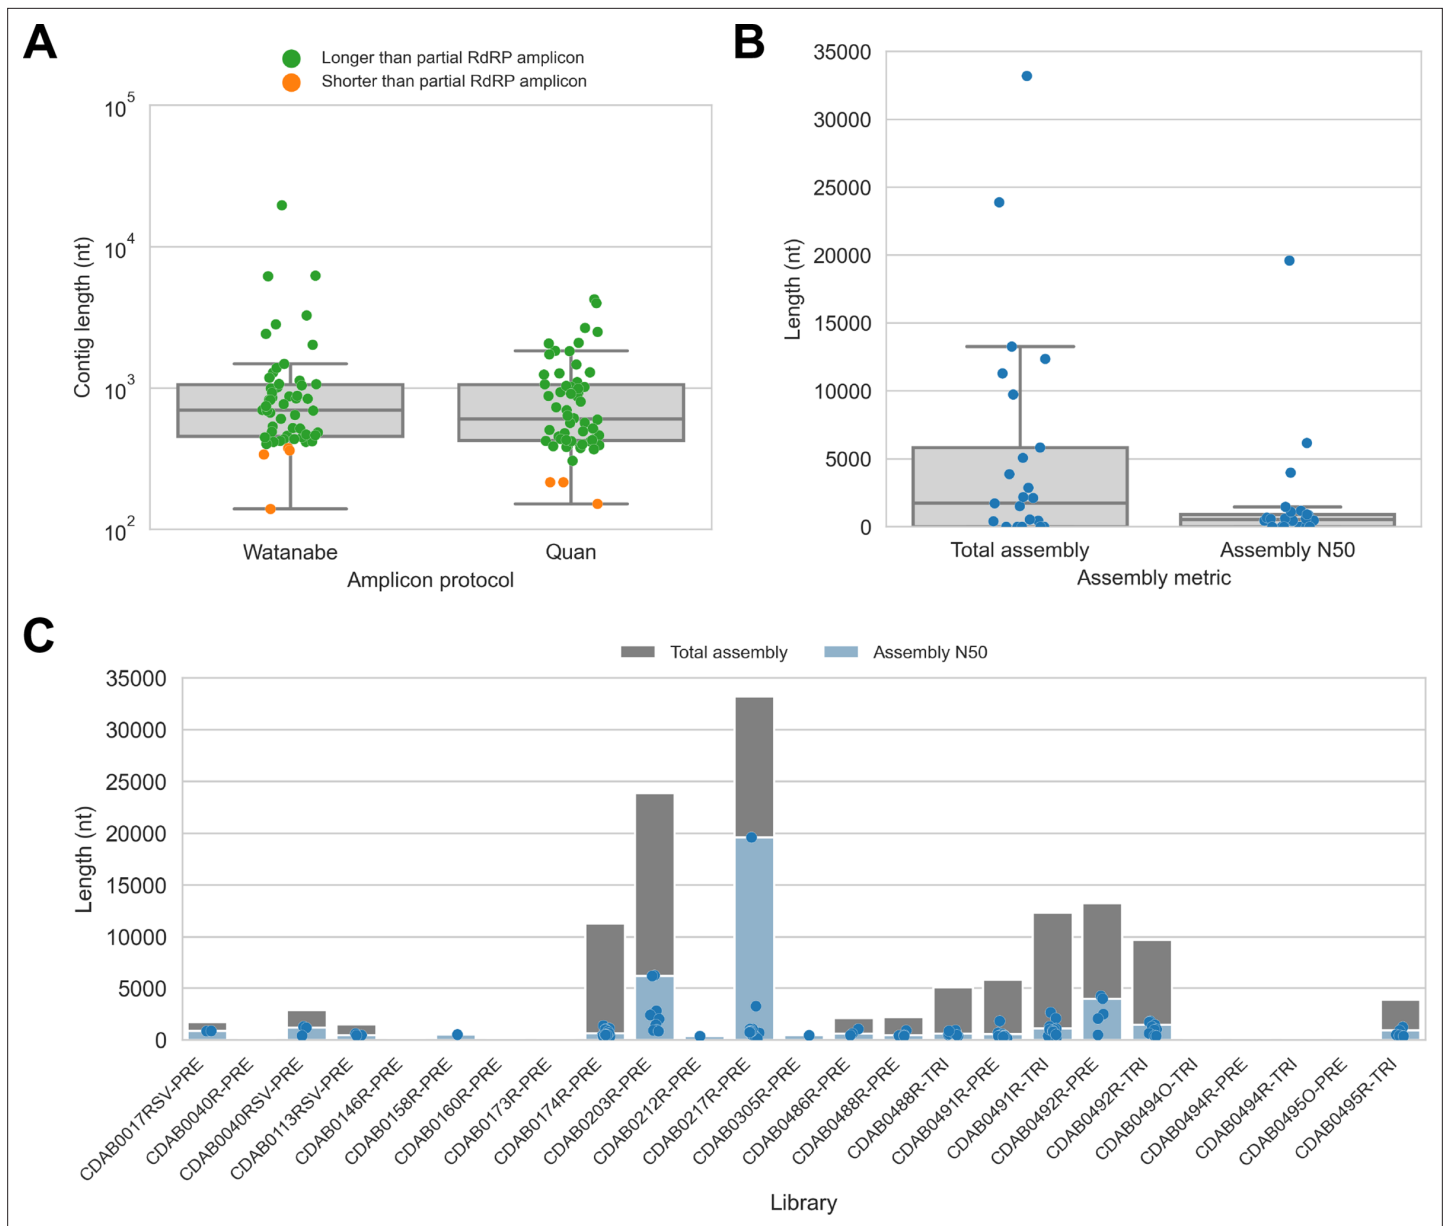 A
Longer than partial RdRP amplicon
Shorter than partial RdRP amplicon
10^5
10^4
10^3
10^2
Contig length (nt)
Watanabe
Quan
Amplicon protocol
B
35000
30000
25000
20000
15000
10000
5000
0
Length (nt)
Total assembly
Assembly N50
Assembly metric
C
Total assembly
Assembly N50
35000
30000
25000
20000
15000
10000
5000
0
Length (nt)
CDAB0017RSV-PRE
CDAB0040R-PRE
CDAB0040RSV-PRE
CDAB0113RSV-PRE
CDAB0146R-PRE
CDAB0158R-PRE
CDAB0160R-PRE
CDAB0173R-PRE
CDAB0174R-PRE
CDAB0203R-PRE
CDAB0212R-PRE
CDAB0217R-PRE
CDAB0305R-PRE
CDAB0486R-PRE
CDAB0488R-PRE
CDAB0488R-TRI
CDAB0491R-PRE
CDAB0491R-TRI
CDAB0492R-PRE
CDAB0492R-TRI
CDAB0494O-TRI
CDAB0494R-PRE
CDAB0494R-TRI
CDAB0495O-PRE
CDAB0495R-TRI
Library